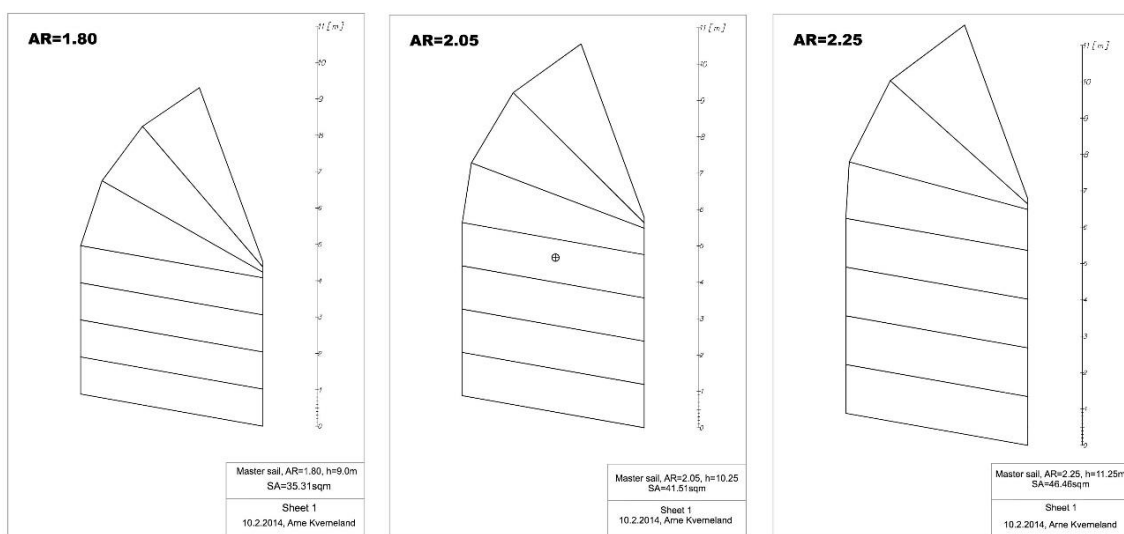 AR=1.80
11 [m]
10
9
8
7
6
5
4
3
2
1
0
Master sail, AR=1.80, h=9.0m
SA=35.31sqm
Sheet 1
10.2.2014, Arne Kverneland
AR=2.05
11 [m]
10
9
8
7
6
5
4
3
2
1
0
Master sail, AR=2.05, h=10.25
SA=41.51sqm
Sheet 1
10.2.2014, Arne Kverneland
AR=2.25
11 [m]
10
9
8
7
6
5
4
3
2
1
0
Master sail, AR=2.25, h=11.25m
SA=46.46sqm
Sheet 1
10.2.2014, Arne Kverneland